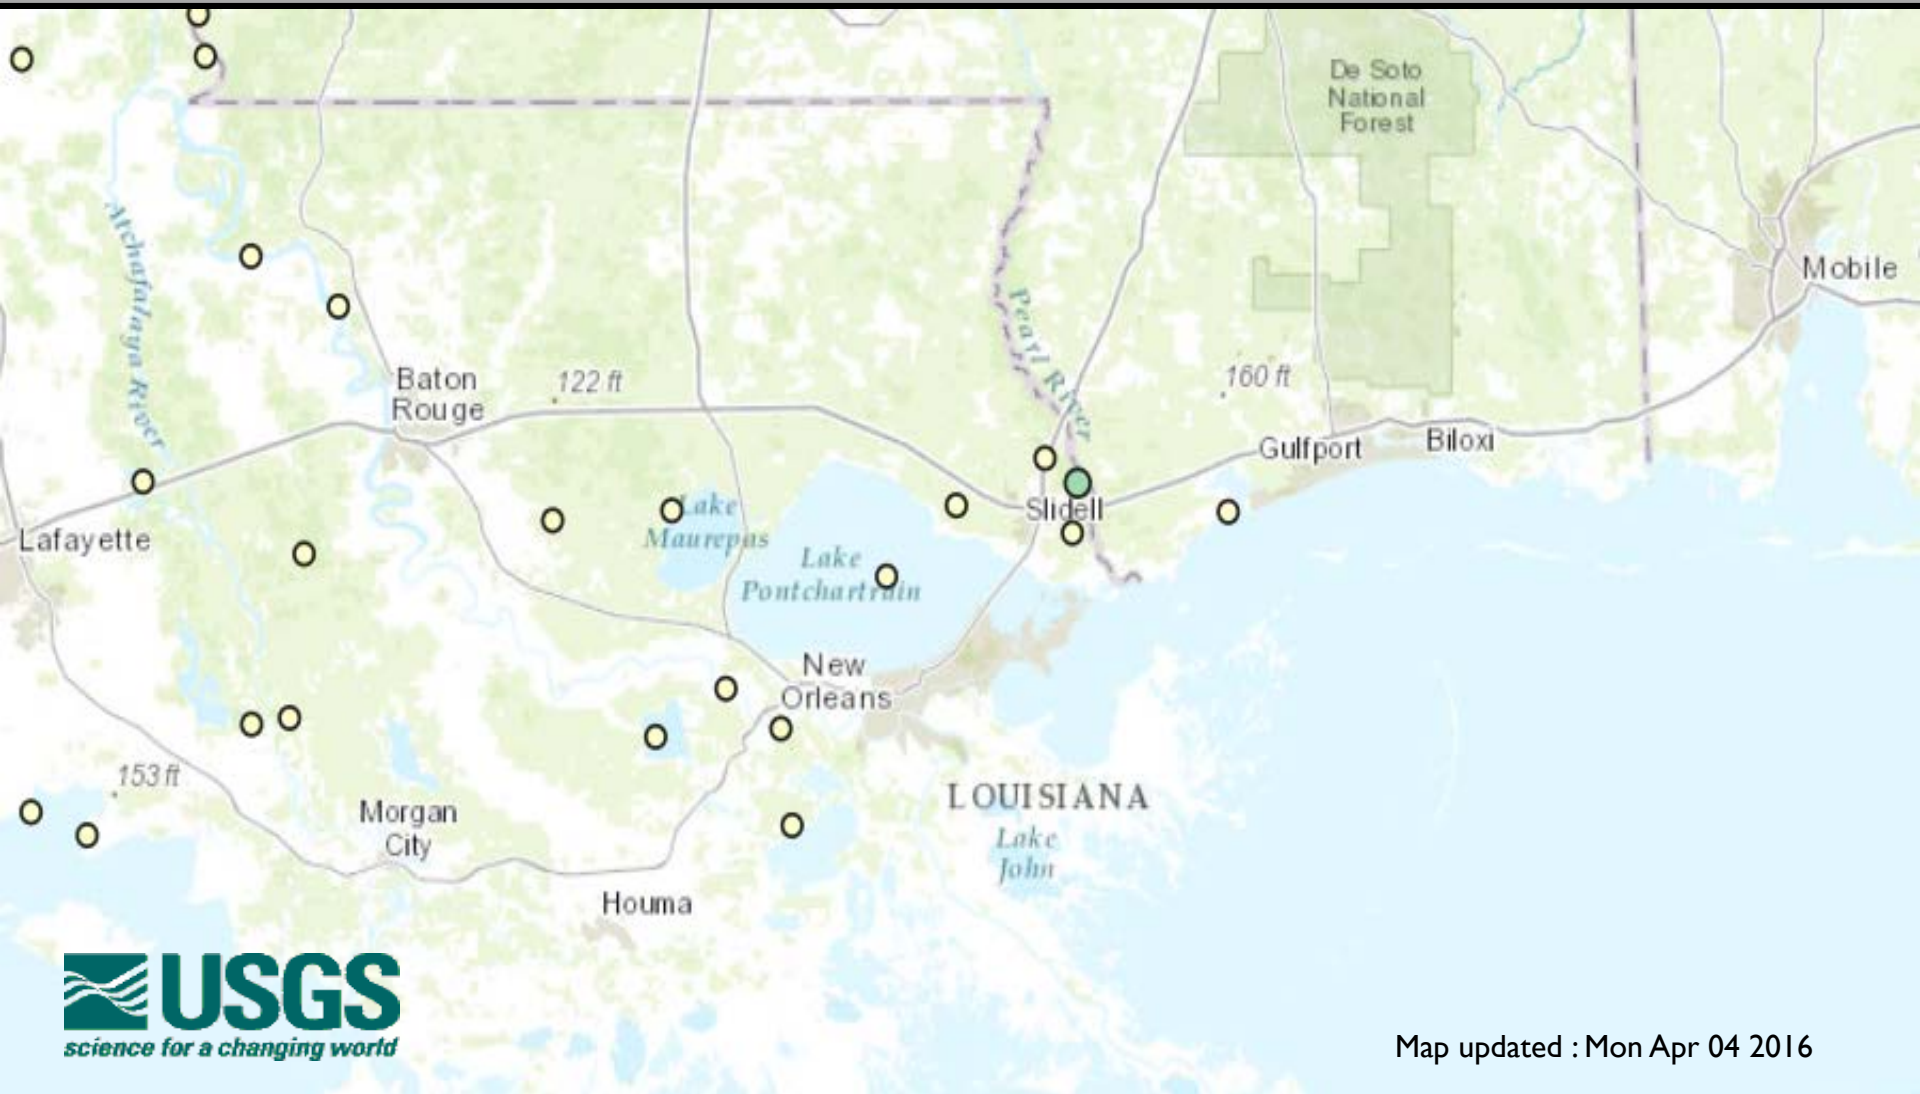 De Soto
National
Forest
Mobile
Atchafalaya River
Pearl River
Baton
Rouge
122 ft
160 ft
Gulfport
Biloxi
Slidell
Lake
Maurepas
Lafayette
Lake
Pontchartrain
New
Orleans
153 ft
LOUISIANA
Morgan
City
Lake
John
Houma
USGS
science for a changing world
Map updated : Mon Apr 04 2016